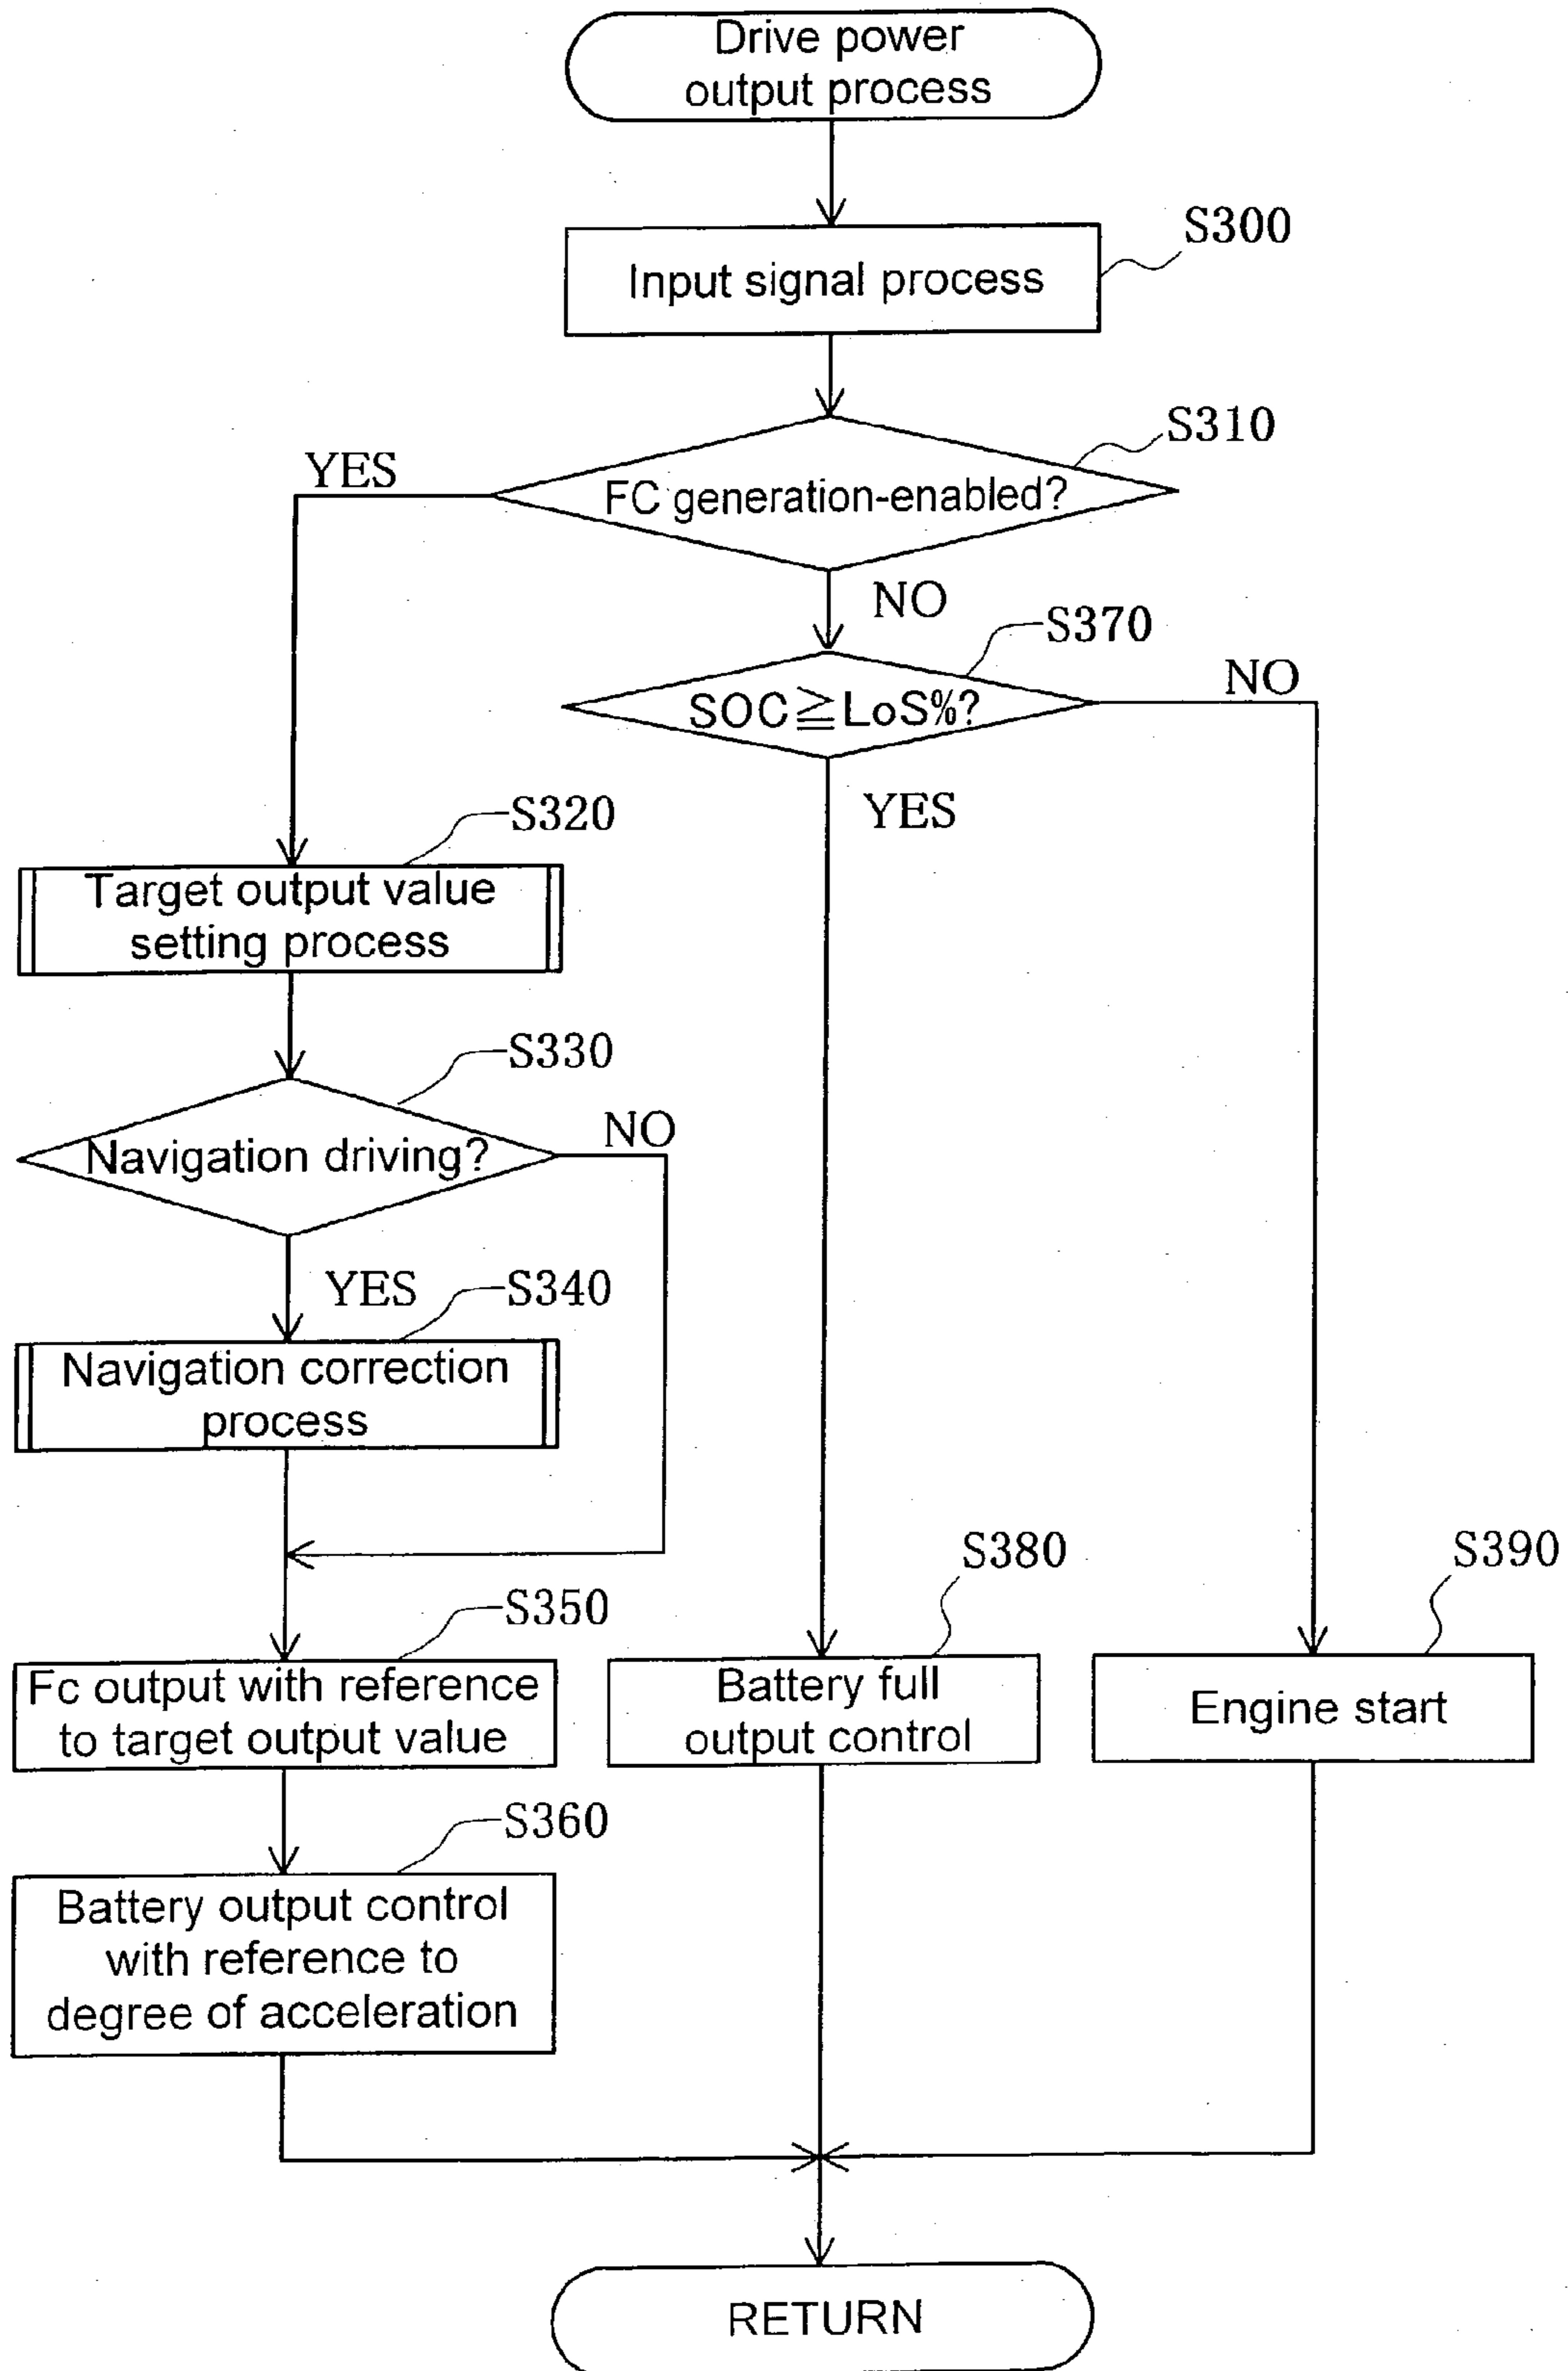 Drive power
output process
S300
Input signal process
S310
YES
FC generation-enabled?
NO
S370
NO
SOC≧LoS%?
YES
S320
Target output value
setting process
S330
Navigation driving?
NO
YES
S340
Navigation correction
process
S350
Fc output with reference
to target output value
S380
Battery full
output control
S390
Engine start
S360
Battery output control
with reference to
degree of acceleration
RETURN